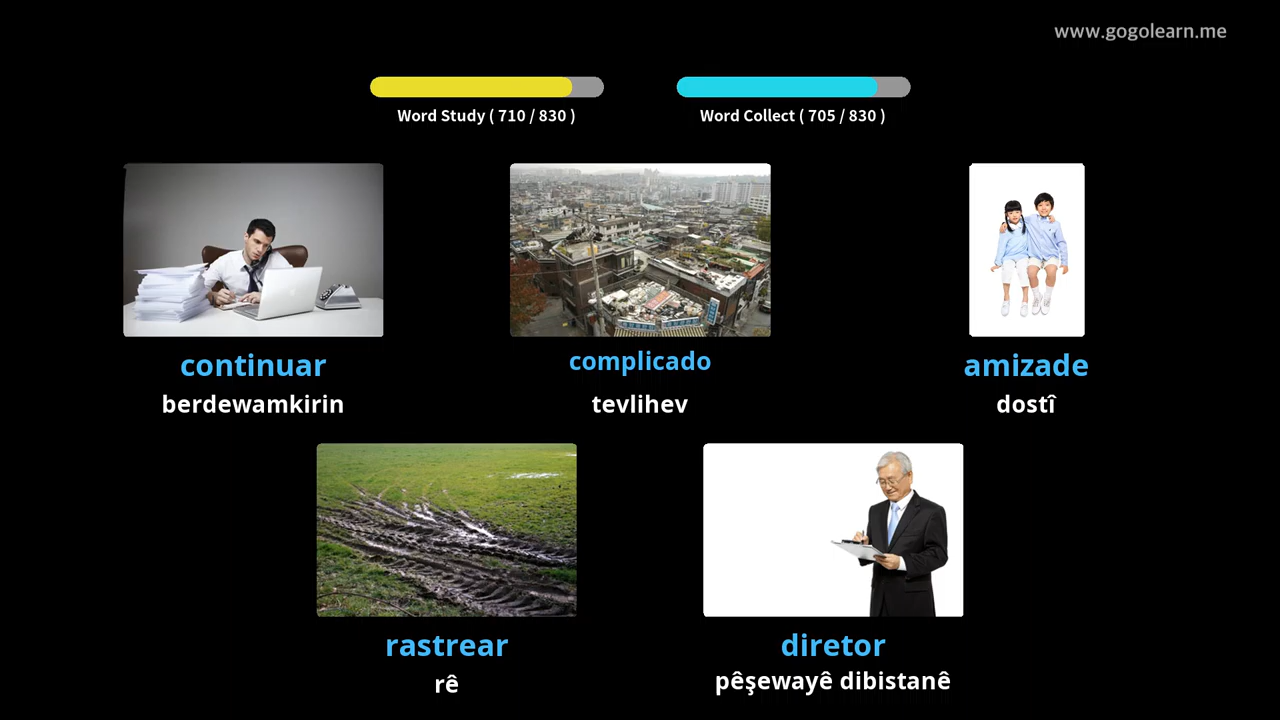 www.gogolearn.me
Word Study ( 710 / 830 )
Word Collect ( 705 / 830 )
continuar
berdewamkirin
complicado
tevlihev
amizade
dostî
rastrear
rê
diretor
pêşewayê dibistanê